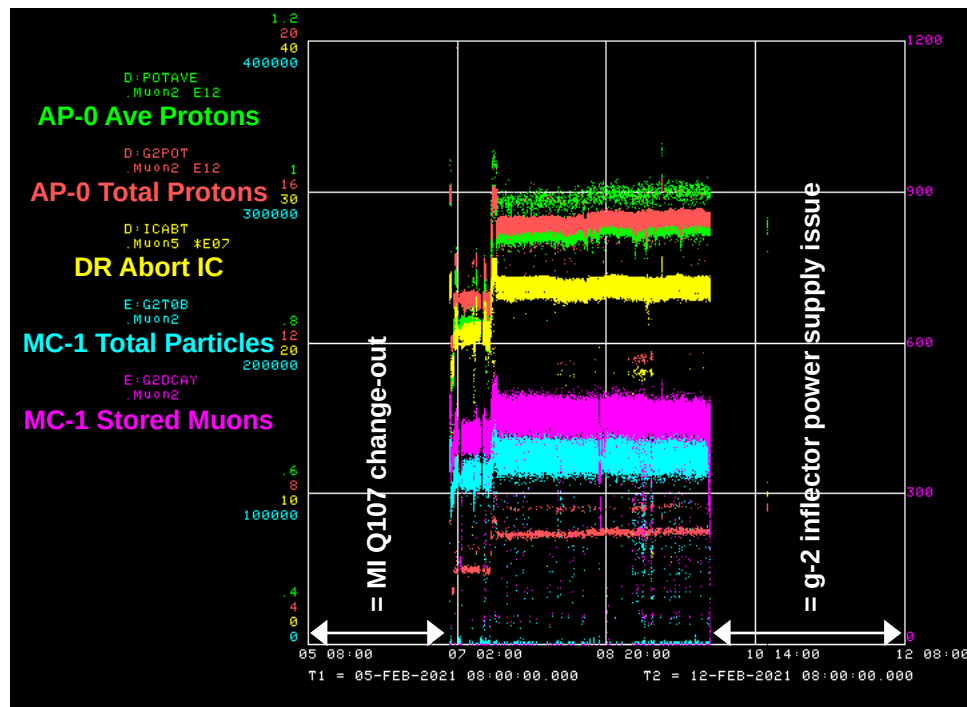 1.2
20
40
400000
1200
D:POTAVE
.Muon2 E12
AP-0 Ave Protons
D:G2POT
.Muon2 E12
AP-0 Total Protons
1
16
30
300000
900
D:ICABT
.Muon5 *E07
DR Abort IC
E:G2T0B
.Muon2
MC-1 Total Particles
.8
12
20
200000
600
E:G2DCAY
.Muon2
MC-1 Stored Muons
.6
8
10
100000
300
.4
4
0
0
0
= MI Q107 change-out
= g-2 inflector power supply issue
05 08:00 07 02:00 08 20:00 10 14:00 12 08:00
T1 = 05-FEB-2021 08:00:00.000 T2 = 12-FEB-2021 08:00:00.000